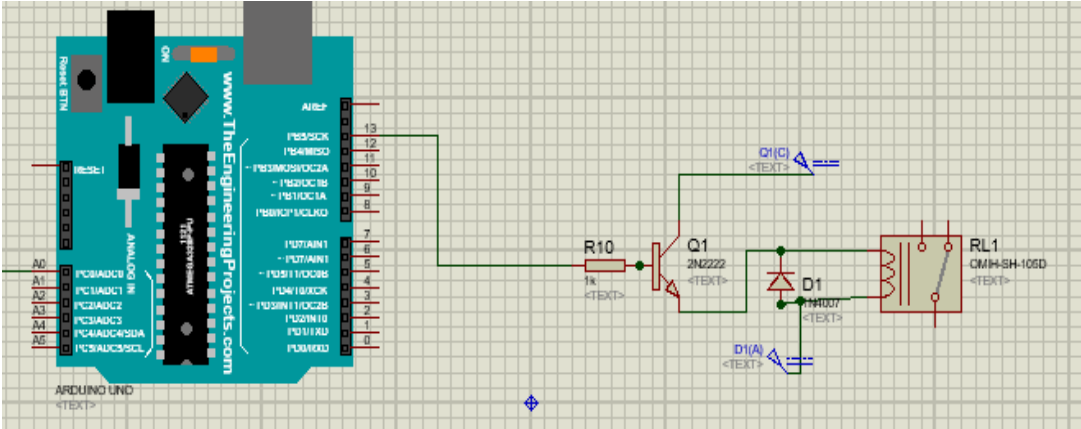 Reset BTN
ON
www.TheEngineeringProjects.com
RESET
ANALOG IN
AREF
PB5/SCK
PB4/MISO
~PB3/MOSI/OC2A
~PB2/OC1B
~PB1/OC1A
PB0/ICP1/CLKO
PD7/AIN1
~PD5/T1/OC0B
PD4/T0/XCK
~PD3/INT1/OC2B
PD2/INT0
PD1/TXD
PD0/RXD
13
12
11
10
9
8
7
6
5
4
3
2
1
0
A0
A1
A2
A3
A4
A5
PC0/ADC0
PC1/ADC1
PC2/ADC2
PC3/ADC3
PC4/ADC4/SDA
PC5/ADC5/SCL
ARDUINO UNO
<TEXT>
R10
1k
<TEXT>
Q1
2N2222
<TEXT>
Q1(C)
<TEXT>
D1
1N4007
<TEXT>
D1(A)
<TEXT>
RL1
OMIH-SH-105D
<TEXT>